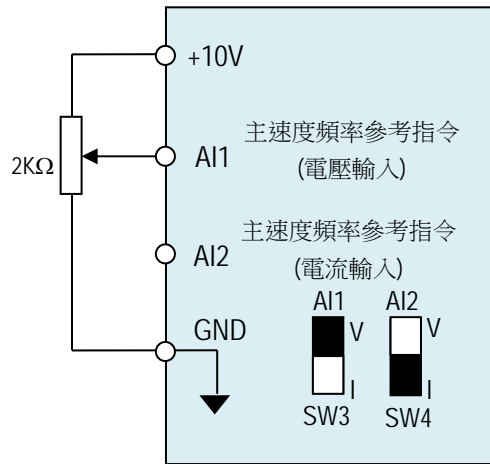 +10V
2KΩ
AI1
主速度頻率參考指令
(電壓輸入)
AI2
主速度頻率參考指令
(電流輸入)
GND
AI1 AI2
V V
I I
SW3 SW4